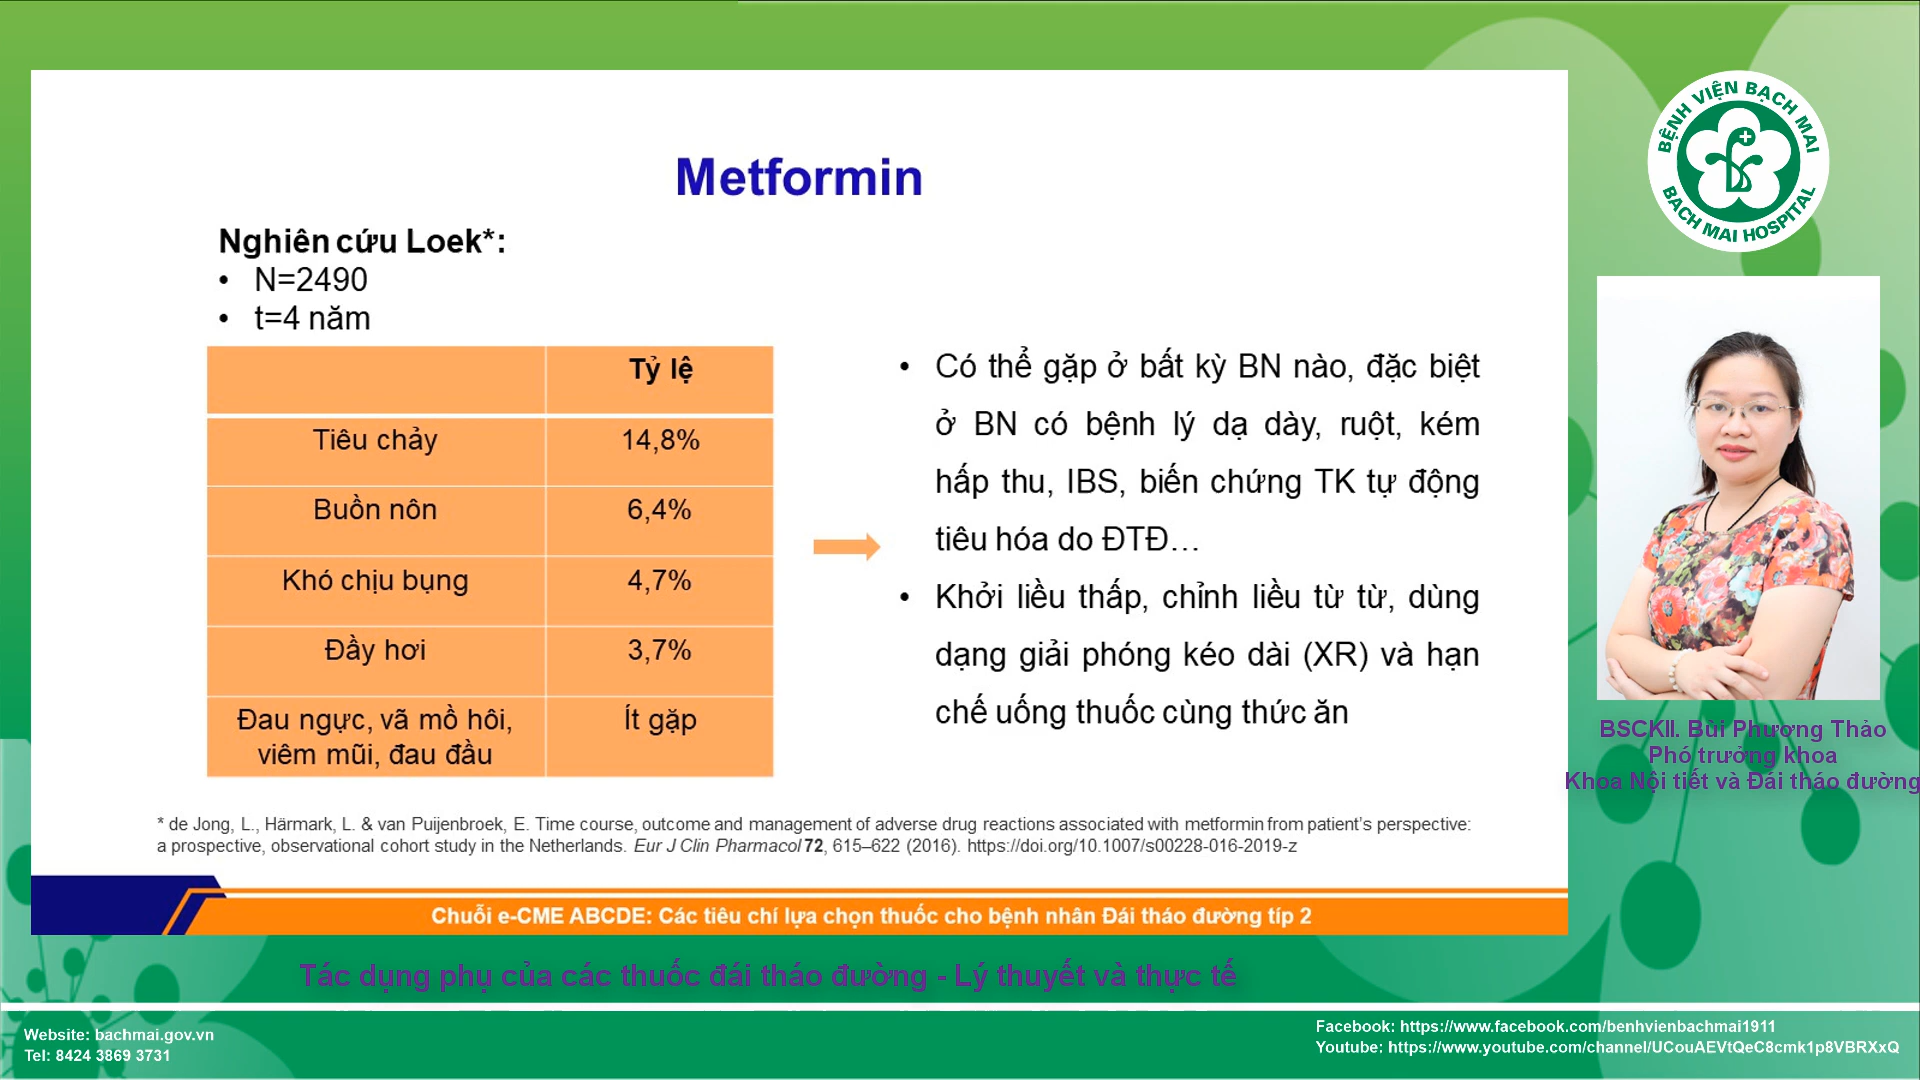 Metformin
Nghiên cứu Loek*:
• N=2490
• t=4 năm
Tỷ lệ
Tiêu chảy 14,8%
Buồn nôn 6,4%
Khó chịu bụng 4,7%
Đầy hơi 3,7%
Đau ngực, vã mồ hôi, Ít gặp
viêm mũi, đau đầu
• Có thể gặp ở bất kỳ BN nào, đặc biệt
ở BN có bệnh lý dạ dày, ruột, kém
hấp thu, IBS, biến chứng TK tự động
tiêu hóa do ĐTĐ…
• Khởi liều thấp, chỉnh liều từ từ, dùng
dạng giải phóng kéo dài (XR) và hạn
chế uống thuốc cùng thức ăn
* de Jong, L., Härmark, L. & van Puijenbroek, E. Time course, outcome and management of adverse drug reactions associated with metformin from patient's perspective:
a prospective, observational cohort study in the Netherlands. Eur J Clin Pharmacol 72, 615–622 (2016). https://doi.org/10.1007/s00228-016-2019-z
Chuỗi e-CME ABCDE: Các tiêu chí lựa chọn thuốc cho bệnh nhân Đái tháo đường típ 2
BỆNH VIỆN BẠCH MAI
BACH MAI HOSPITAL
BSCKII. Bùi Phương Thảo
Phó trưởng khoa
Khoa Nội tiết và Đái tháo đường
Tác dụng phụ của các thuốc đái tháo đường - Lý thuyết và thực tế
Website: bachmai.gov.vn
Tel: 8424 3869 3731
Facebook: https://www.facebook.com/benhvienbachmai1911
Youtube: https://www.youtube.com/channel/UCouAEVtQeC8cmk1p8VBRXxQ